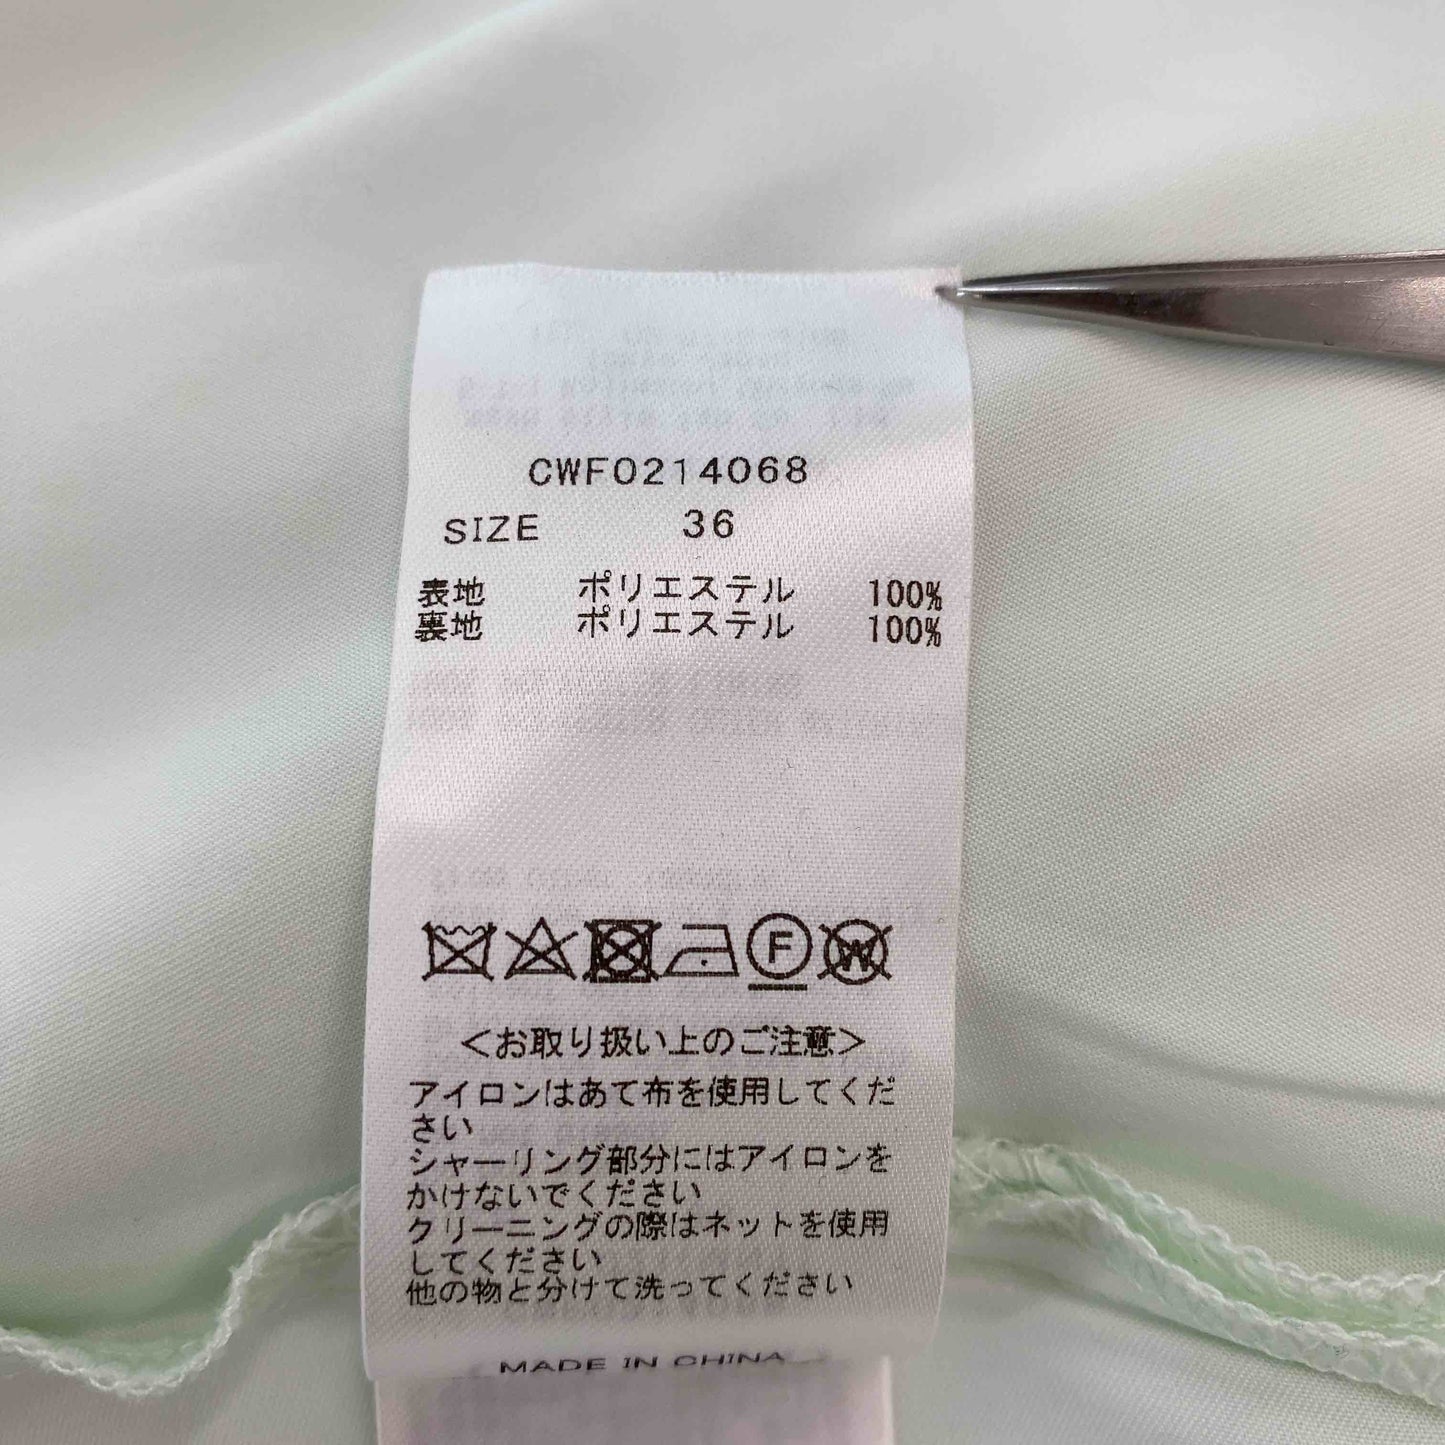 CWF0214068
SIZE 36
表地 ポリエステル 100%
裏地 ポリエステル 100%
F W
＜お取り扱い上のご注意＞
アイロンはあて布を使用してくだ
さい
シャーリング部分にはアイロンを
かけないでください
クリーニングの際はネットを使用
してください
他の物と分けて洗ってください
MADE IN CHINA